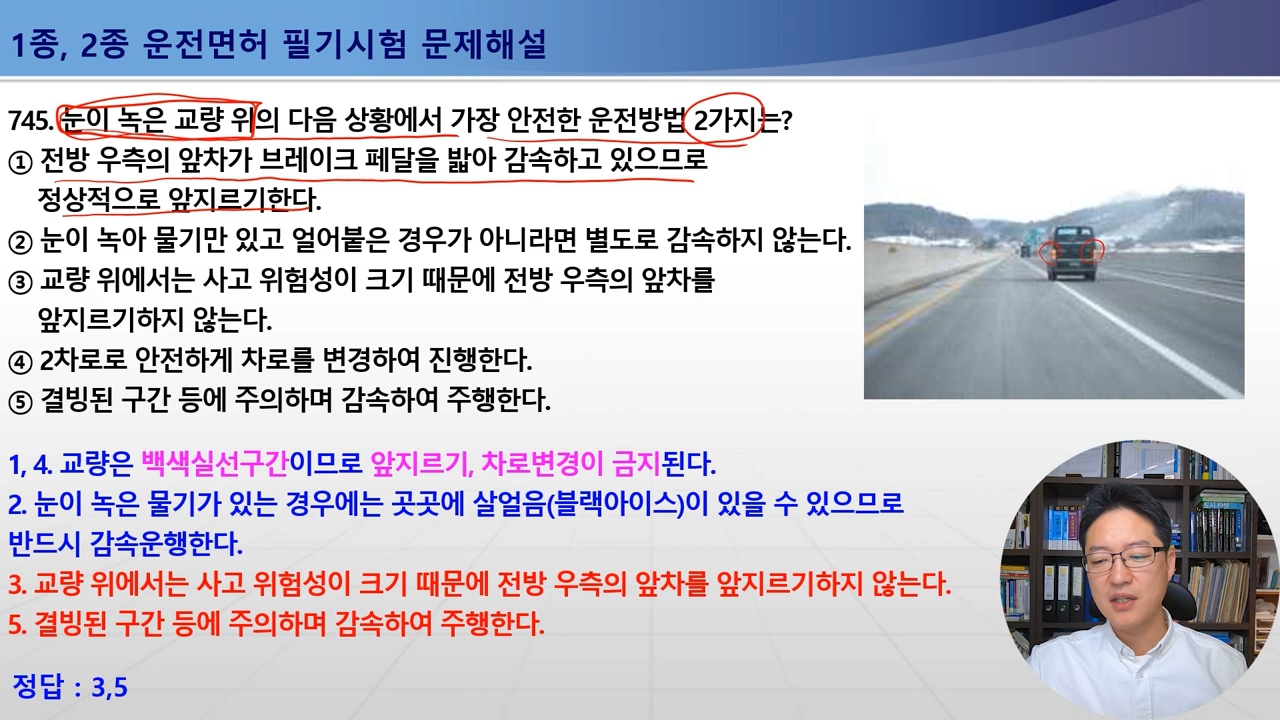 1종, 2종 운전면허 필기시험 문제해설
745. 눈이 녹은 교량 위의 다음 상황에서 가장 안전한 운전방법 2가지는?
① 전방 우측의 앞차가 브레이크 페달을 밟아 감속하고 있으므로
정상적으로 앞지르기한다.
② 눈이 녹아 물기만 있고 얼어붙은 경우가 아니라면 별도로 감속하지 않는다.
③ 교량 위에서는 사고 위험성이 크기 때문에 전방 우측의 앞차를
앞지르기하지 않는다.
④ 2차로로 안전하게 차로를 변경하여 진행한다.
⑤ 결빙된 구간 등에 주의하며 감속하여 주행한다.
1, 4. 교량은 백색실선구간이므로 앞지르기, 차로변경이 금지된다.
2. 눈이 녹은 물기가 있는 경우에는 곳곳에 살얼음(블랙아이스)이 있을 수 있으므로
반드시 감속운행한다.
3. 교량 위에서는 사고 위험성이 크기 때문에 전방 우측의 앞차를 앞지르기하지 않는다.
5. 결빙된 구간 등에 주의하며 감속하여 주행한다.
정답 : 3,5